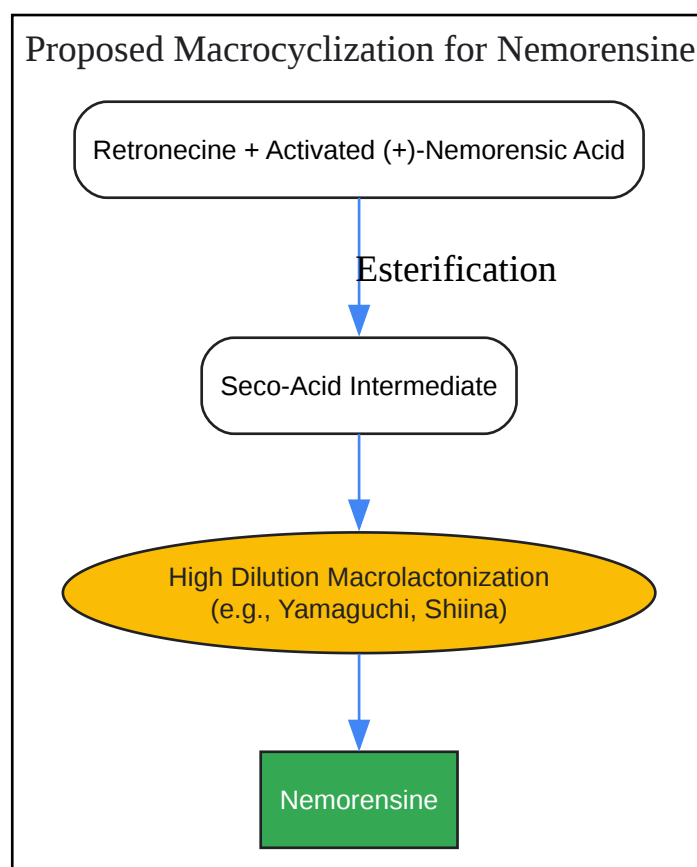 Proposed Macrocyclization for Nemorensine
Retronecine + Activated (+)-Nemorensic Acid
Esterification
Seco-Acid Intermediate
High Dilution Macrolactonization
(e.g., Yamaguchi, Shiina)
Nemorensine